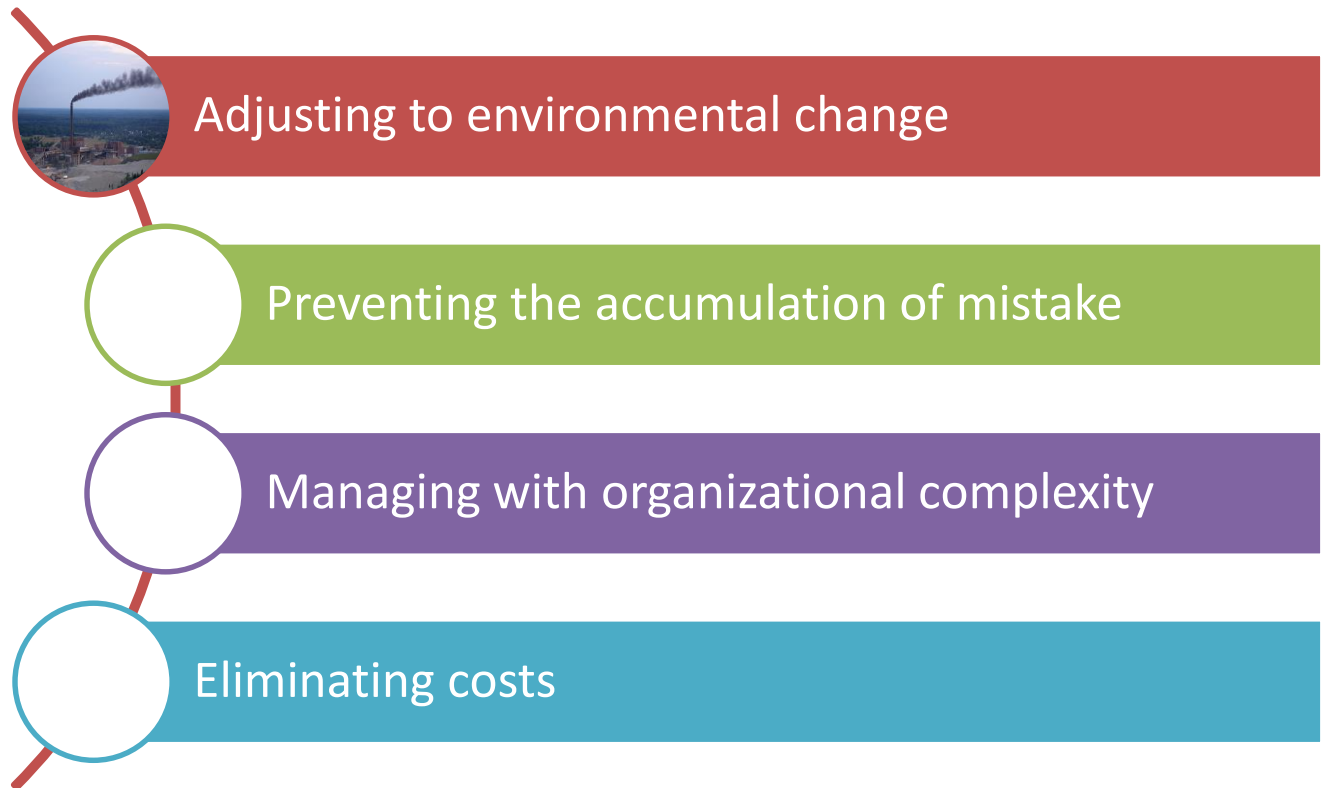 Adjusting to environmental change
Preventing the accumulation of mistake
Managing with organizational complexity
Eliminating costs